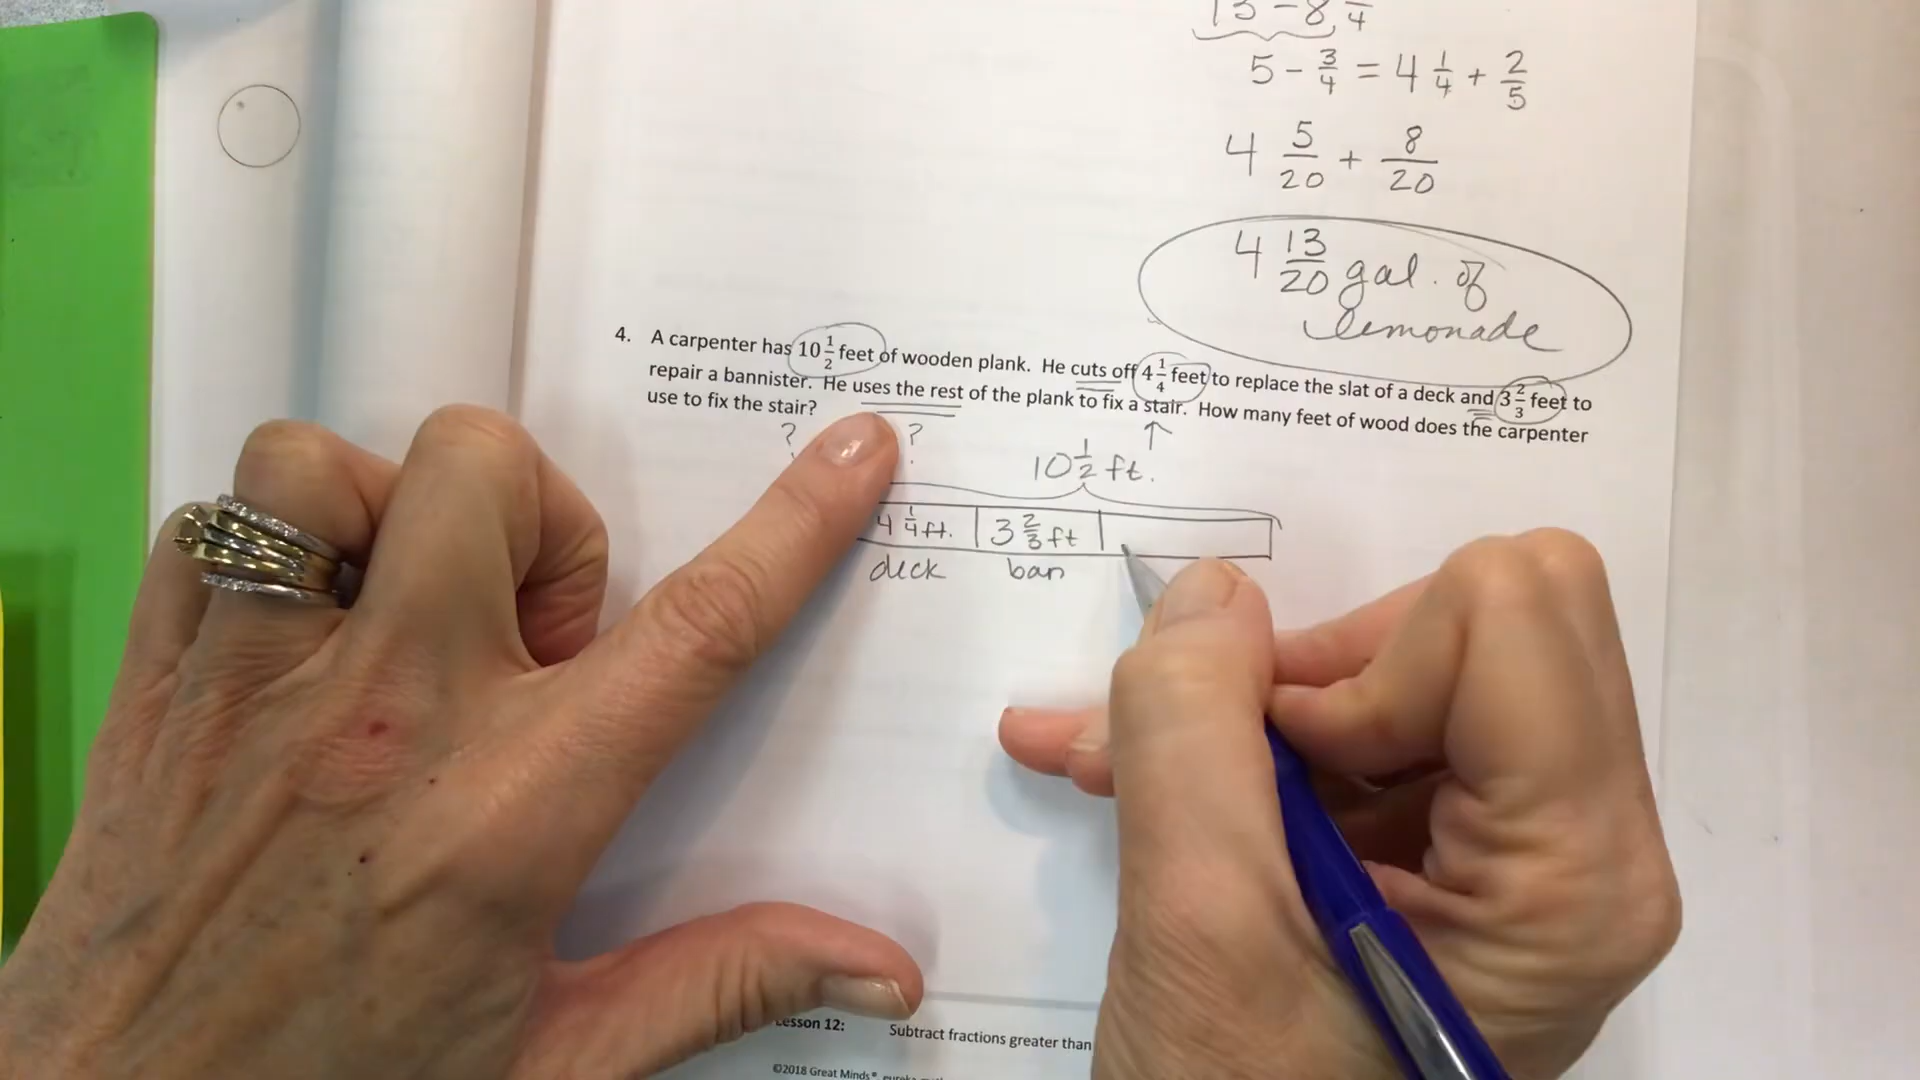 13 - 8 /4
5 - 3/4 = 4 1/4 + 2/5
4 5/20 + 8/20
4 13/20 gal. of
lemonade
4. A carpenter has 10 1/2 feet of wooden plank. He cuts off 4 1/4 feet to replace the slat of a deck and 3 2/3 feet to
repair a bannister. He uses the rest of the plank to fix a stair. How many feet of wood does the carpenter
use to fix the stair?
? ?
10 1/2 ft.
4 1/4 ft. 3 2/3 ft
deck ban
Lesson 12: Subtract fractions greater than
©2018 Great Minds®.